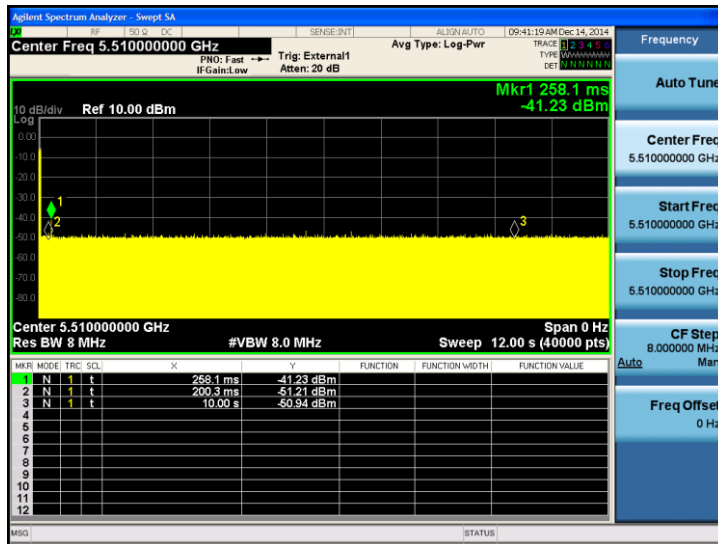 Agilent Spectrum Analyzer - Swept SA
LXI RF 50 Ω DC SENSE:INT ALIGN AUTO 09:41:19 AM Dec 14, 2014
Center Freq 5.510000000 GHz
PNO: Fast
IFGain:Low
Trig: External1
Atten: 20 dB
Avg Type: Log-Pwr
TRACE 1 2 3 4 5 6
TYPE WWWWWW
DET N N N N N N
Mkr1 258.1 ms
-41.23 dBm
10 dB/div Ref 10.00 dBm
Log
0.00
-10.0
-20.0
-30.0
-40.0
-50.0
-60.0
-70.0
-80.0
1
2
3
Center 5.510000000 GHz Span 0 Hz
Res BW 8 MHz #VBW 8.0 MHz Sweep 12.00 s (40000 pts)
MKR MODE TRC SCL X Y FUNCTION FUNCTION WIDTH FUNCTION VALUE
1 N 1 t 258.1 ms -41.23 dBm
2 N 1 t 200.3 ms -51.21 dBm
3 N 1 t 10.00 s -50.94 dBm
4
5
6
7
8
9
10
11
12
MSG STATUS
Frequency
Auto Tune
Center Freq
5.510000000 GHz
Start Freq
5.510000000 GHz
Stop Freq
5.510000000 GHz
CF Step
8.000000 MHz
Auto Man
Freq Offset
0 Hz